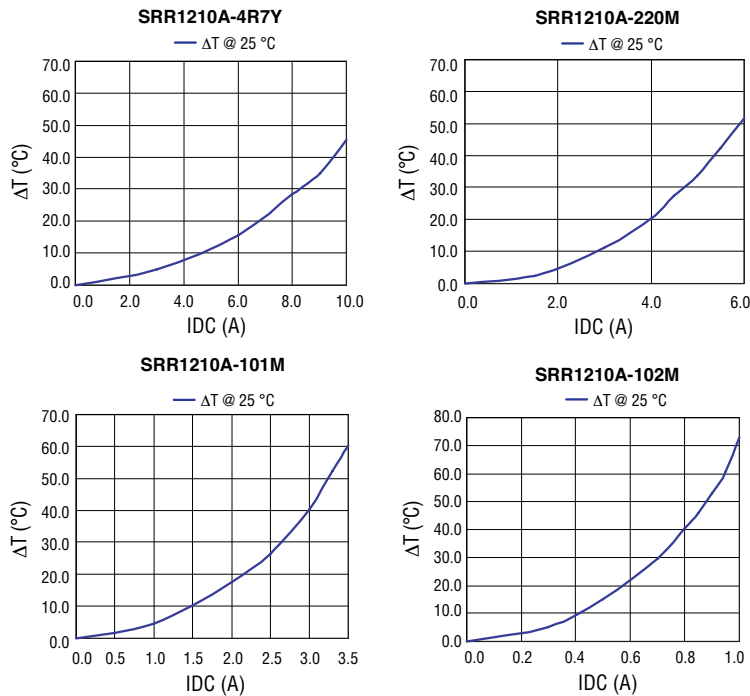 SRR1210A-4R7Y
ΔT @ 25 °C
70.0
60.0
50.0
40.0
30.0
20.0
10.0
0.0
ΔT (°C)
0.0 2.0 4.0 6.0 8.0 10.0
IDC (A)
SRR1210A-220M
ΔT @ 25 °C
70.0
60.0
50.0
40.0
30.0
20.0
10.0
0.0
ΔT (°C)
0.0 2.0 4.0 6.0
IDC (A)
SRR1210A-101M
ΔT @ 25 °C
70.0
60.0
50.0
40.0
30.0
20.0
10.0
0.0
ΔT (°C)
0.0 0.5 1.0 1.5 2.0 2.5 3.0 3.5
IDC (A)
SRR1210A-102M
ΔT @ 25 °C
80.0
70.0
60.0
50.0
40.0
30.0
20.0
10.0
0.0
ΔT (°C)
0.0 0.2 0.4 0.6 0.8 1.0
IDC (A)